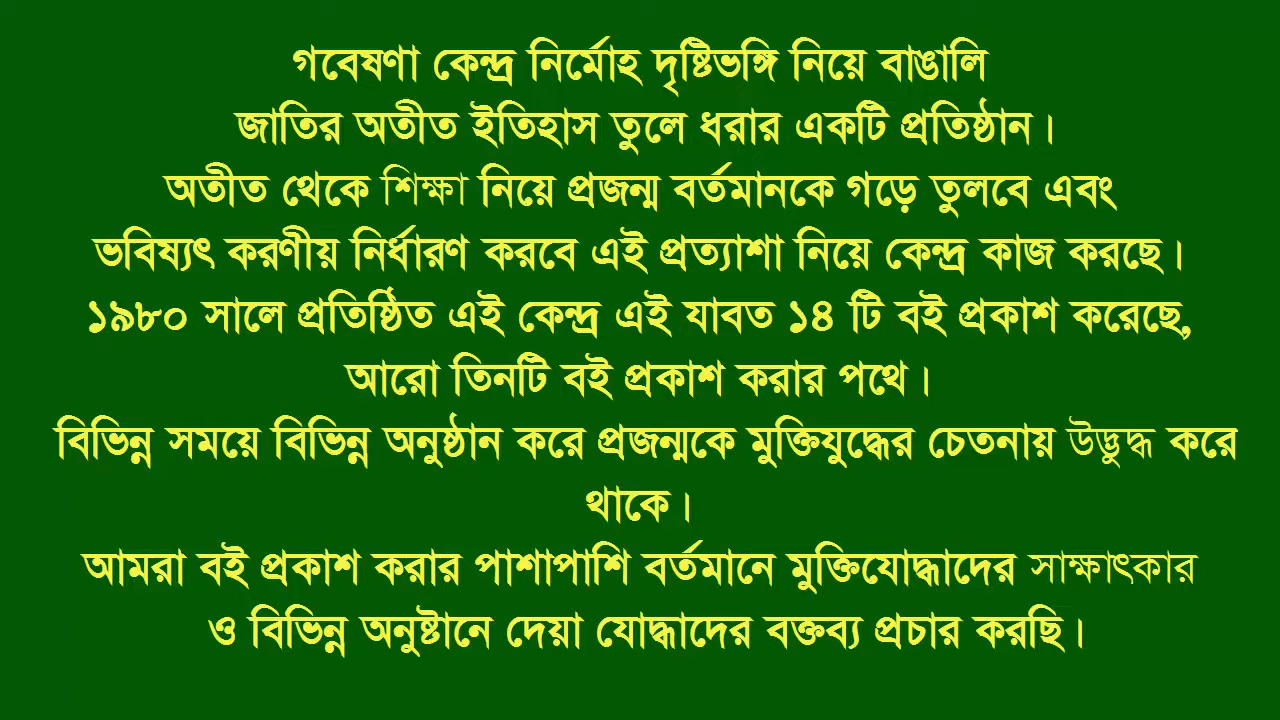 গবেষণা কেন্দ্র নির্মোহ দৃষ্টিভঙ্গি নিয়ে বাঙালি
জাতির অতীত ইতিহাস তুলে ধরার একটি প্রতিষ্ঠান।
অতীত থেকে শিক্ষা নিয়ে প্রজন্ম বর্তমানকে গড়ে তুলবে এবং
ভবিষ্যৎ করণীয় নির্ধারণ করবে এই প্রত্যাশা নিয়ে কেন্দ্র কাজ করছে।
১৯৮০ সালে প্রতিষ্ঠিত এই কেন্দ্র এই যাবত ১৪ টি বই প্রকাশ করেছে,
আরো তিনটি বই প্রকাশ করার পথে।
বিভিন্ন সময়ে বিভিন্ন অনুষ্ঠান করে প্রজন্মকে মুক্তিযুদ্ধের চেতনায় উদ্ভুদ্ধ করে
থাকে।
আমরা বই প্রকাশ করার পাশাপাশি বর্তমানে মুক্তিযোদ্ধাদের সাক্ষাৎকার
ও বিভিন্ন অনুষ্টানে দেয়া যোদ্ধাদের বক্তব্য প্রচার করছি।